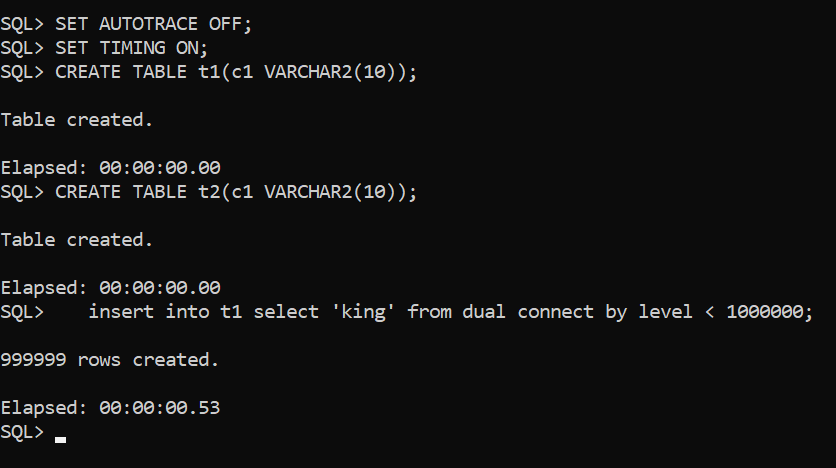 SQL> SET AUTOTRACE OFF;
SQL> SET TIMING ON;
SQL> CREATE TABLE t1(c1 VARCHAR2(10));
Table created.
Elapsed: 00:00:00.00
SQL> CREATE TABLE t2(c1 VARCHAR2(10));
Table created.
Elapsed: 00:00:00.00
SQL>    insert into t1 select 'king' from dual connect by level < 1000000;
999999 rows created.
Elapsed: 00:00:00.53
SQL>